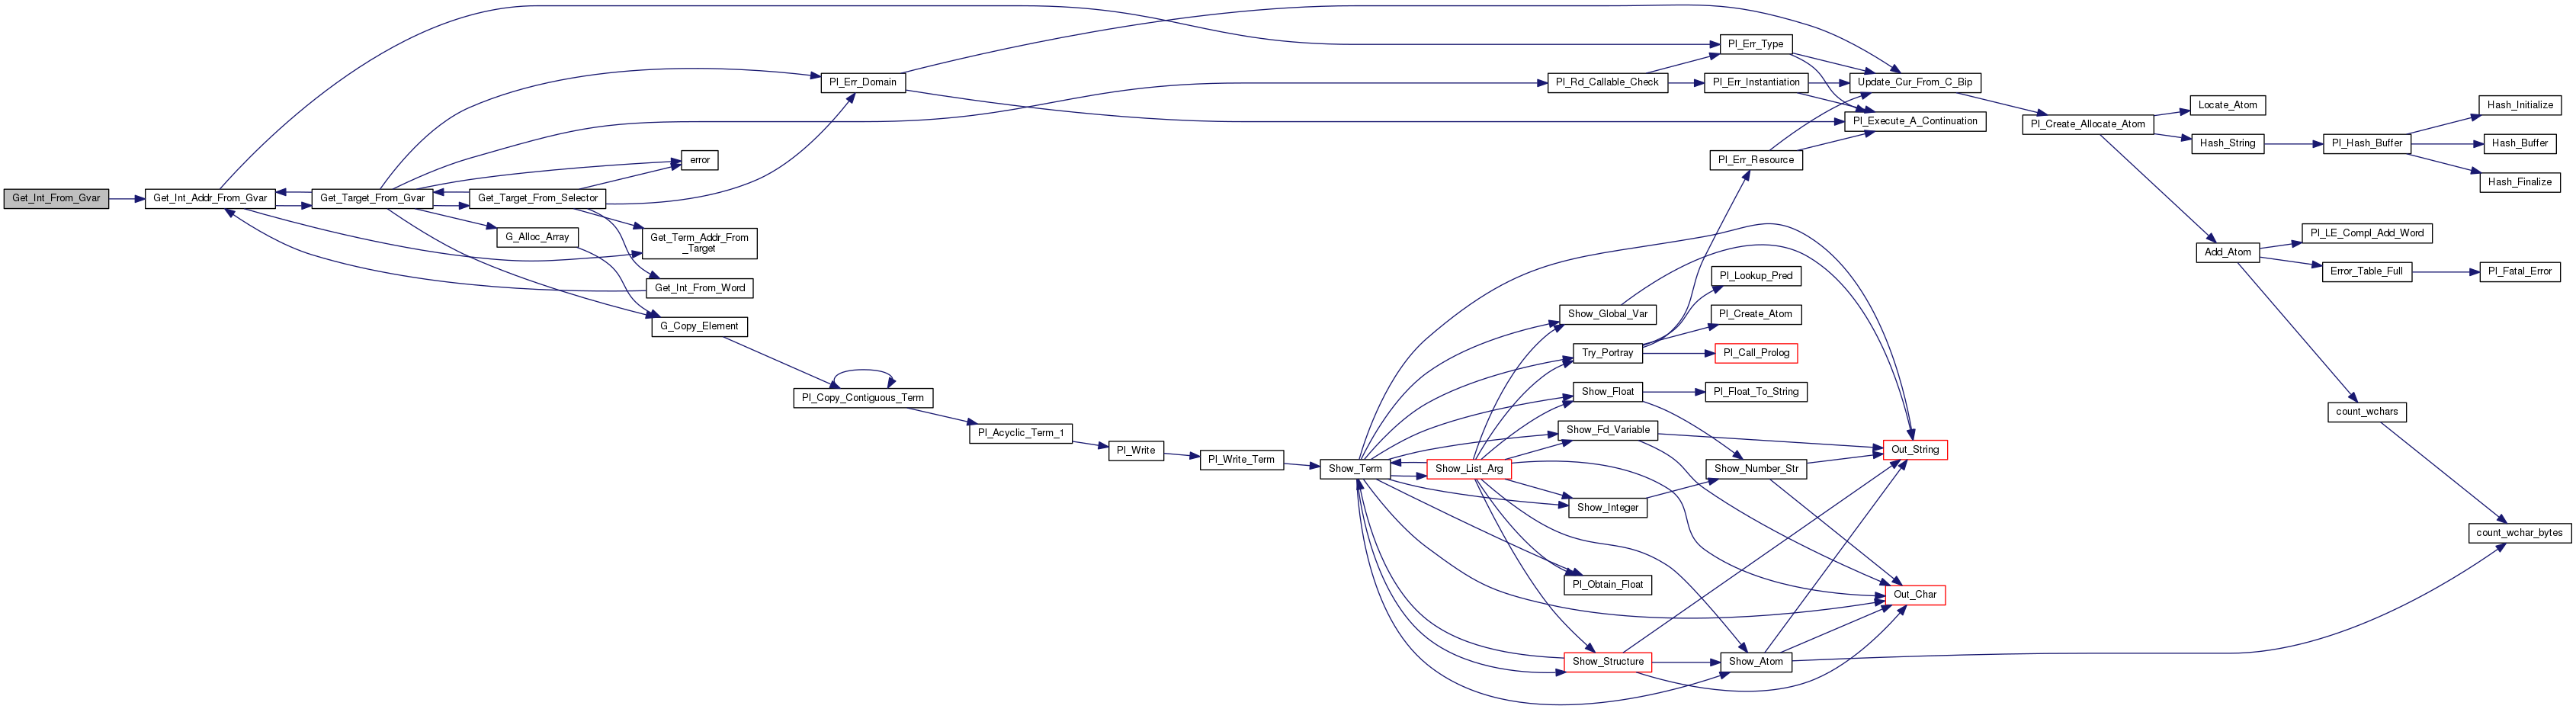 Get_Int_From_Gvar
Get_Int_Addr_From_Gvar
Get_Target_From_Gvar
Get_Target_From_Selector
G_Alloc_Array
error
Get_Term_Addr_From
_Target
Get_Int_From_Word
G_Copy_Element
Pl_Err_Domain
Pl_Copy_Contiguous_Term
Pl_Acyclic_Term_1
Pl_Write
Pl_Write_Term
Show_Term
Show_List_Arg
Pl_Rd_Callable_Check
Show_Global_Var
Try_Portray
Show_Float
Show_Fd_Variable
Show_Integer
Pl_Obtain_Float
Show_Structure
Pl_Err_Type
Pl_Err_Instantiation
Pl_Err_Resource
Pl_Lookup_Pred
Pl_Create_Atom
Pl_Call_Prolog
Pl_Float_To_String
Show_Number_Str
Show_Atom
Update_Cur_From_C_Bip
Pl_Execute_A_Continuation
Out_String
Out_Char
Pl_Create_Allocate_Atom
Locate_Atom
Hash_String
Add_Atom
Pl_Hash_Buffer
Hash_Initialize
Hash_Buffer
Hash_Finalize
Pl_LE_Compl_Add_Word
Error_Table_Full
Pl_Fatal_Error
count_wchars
count_wchar_bytes